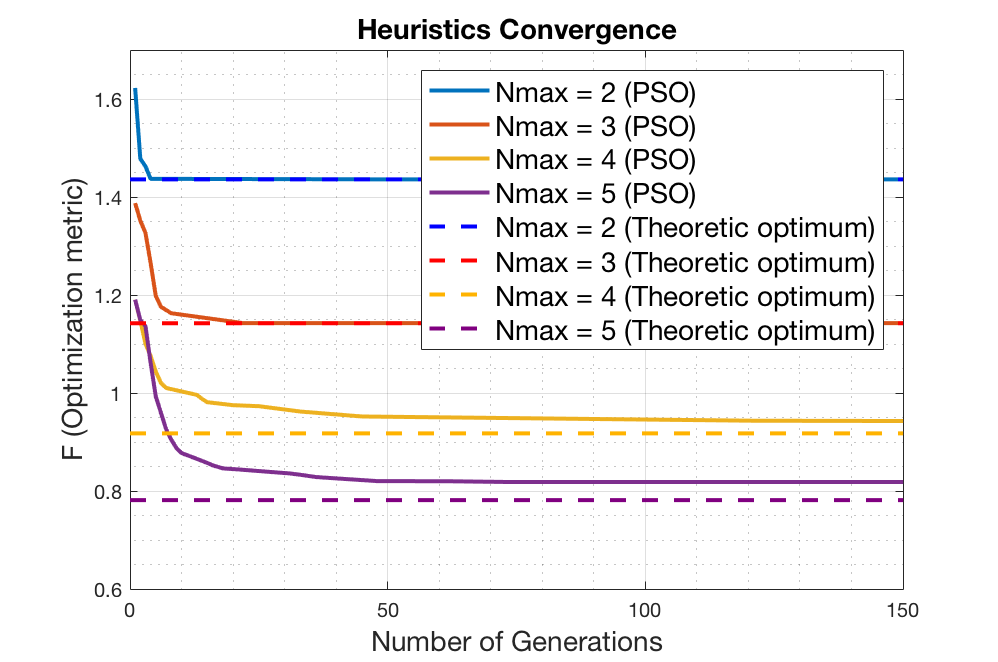 Heuristics Convergence
Nmax = 2 (PSO)
Nmax = 3 (PSO)
Nmax = 4 (PSO)
Nmax = 5 (PSO)
Nmax = 2 (Theoretic optimum)
Nmax = 3 (Theoretic optimum)
Nmax = 4 (Theoretic optimum)
Nmax = 5 (Theoretic optimum)
F (Optimization metric)
1.6
1.4
1.2
1
0.8
0.6
0
50
100
150
Number of Generations